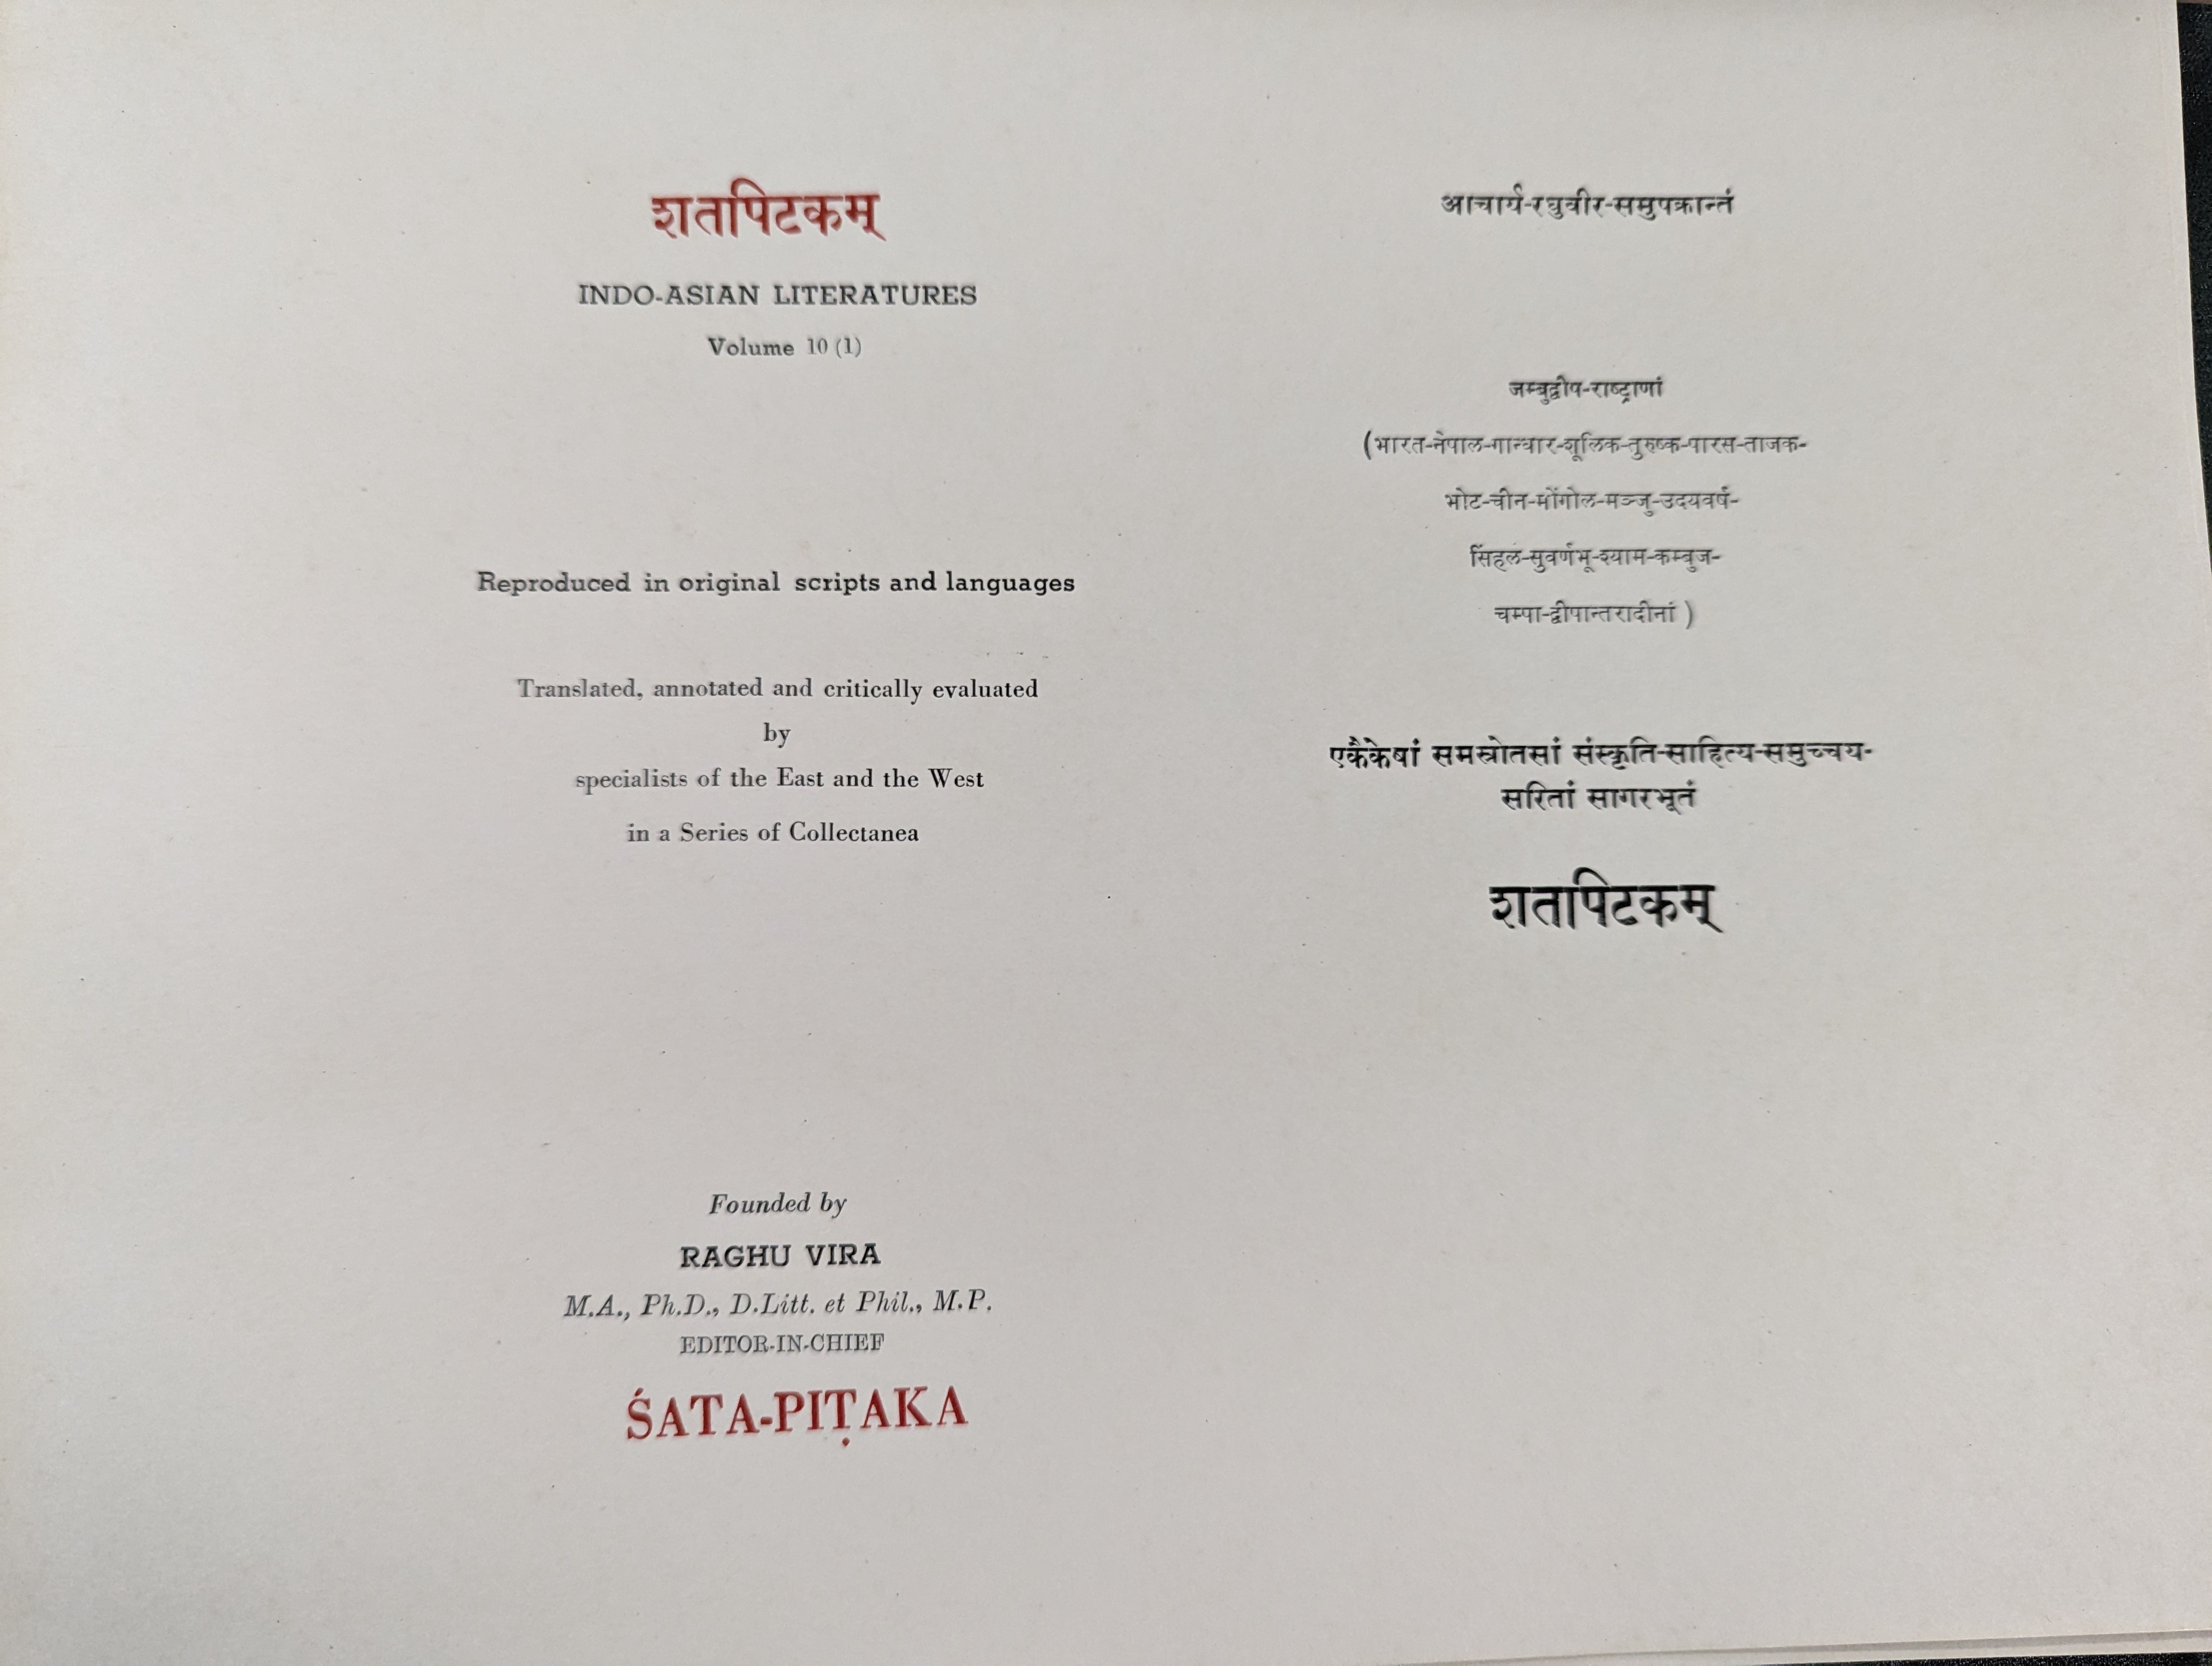 शतपिटकम्
INDO-ASIAN LITERATURES
Volume 10 (1)
Reproduced in original scripts and languages
Translated, annotated and critically evaluated
by
specialists of the East and the West
in a Series of Collectanea
Founded by
RAGHU VIRA
M.A., Ph.D., D.Litt. et Phil., M.P.
EDITOR-IN-CHIEF
ŚATA-PIṬAKA
आचार्य-रघुवीर-समुपक्रान्तं
जम्बुद्वीप-राष्ट्राणां
(भारत-नेपाल-गान्धार-शूलिक-तुरुष्क-पारस-ताजक-
भोट-चीन-मोंगोल-मञ्जु-उदयवर्ष-
सिंहल-सुवर्णभू-श्याम-कम्बुज-
चम्पा-द्वीपान्तरादीनां )
एकैकेषां समस्रोतसां संस्कृति-साहित्य-समुच्चय-
सरितां सागरभूतं
शतपिटकम्